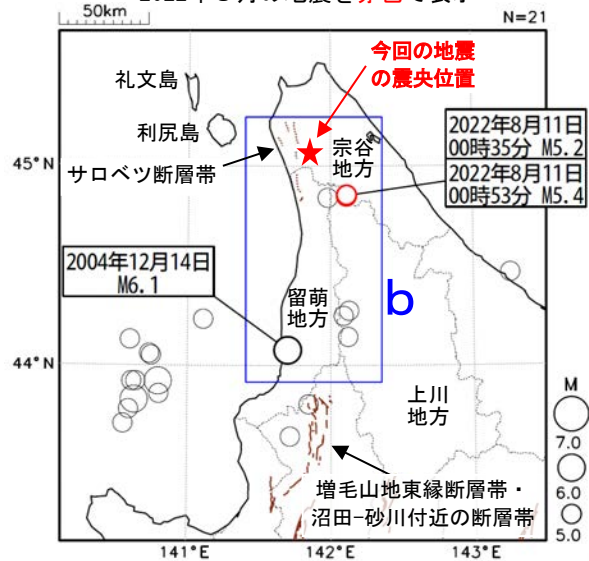 50km
N=21
今回の地震
の震央位置
礼文島
利尻島
宗谷
地方
2022年8月11日
00時35分 M5.2
2022年8月11日
00時53分 M5.4
45°N
サロベツ断層帯
2004年12月14日
M6.1
留萌
地方
b
44°N
上川
地方
M
7.0
6.0
5.0
増毛山地東縁断層帯・
沼田-砂川付近の断層帯
141°E
142°E
143°E